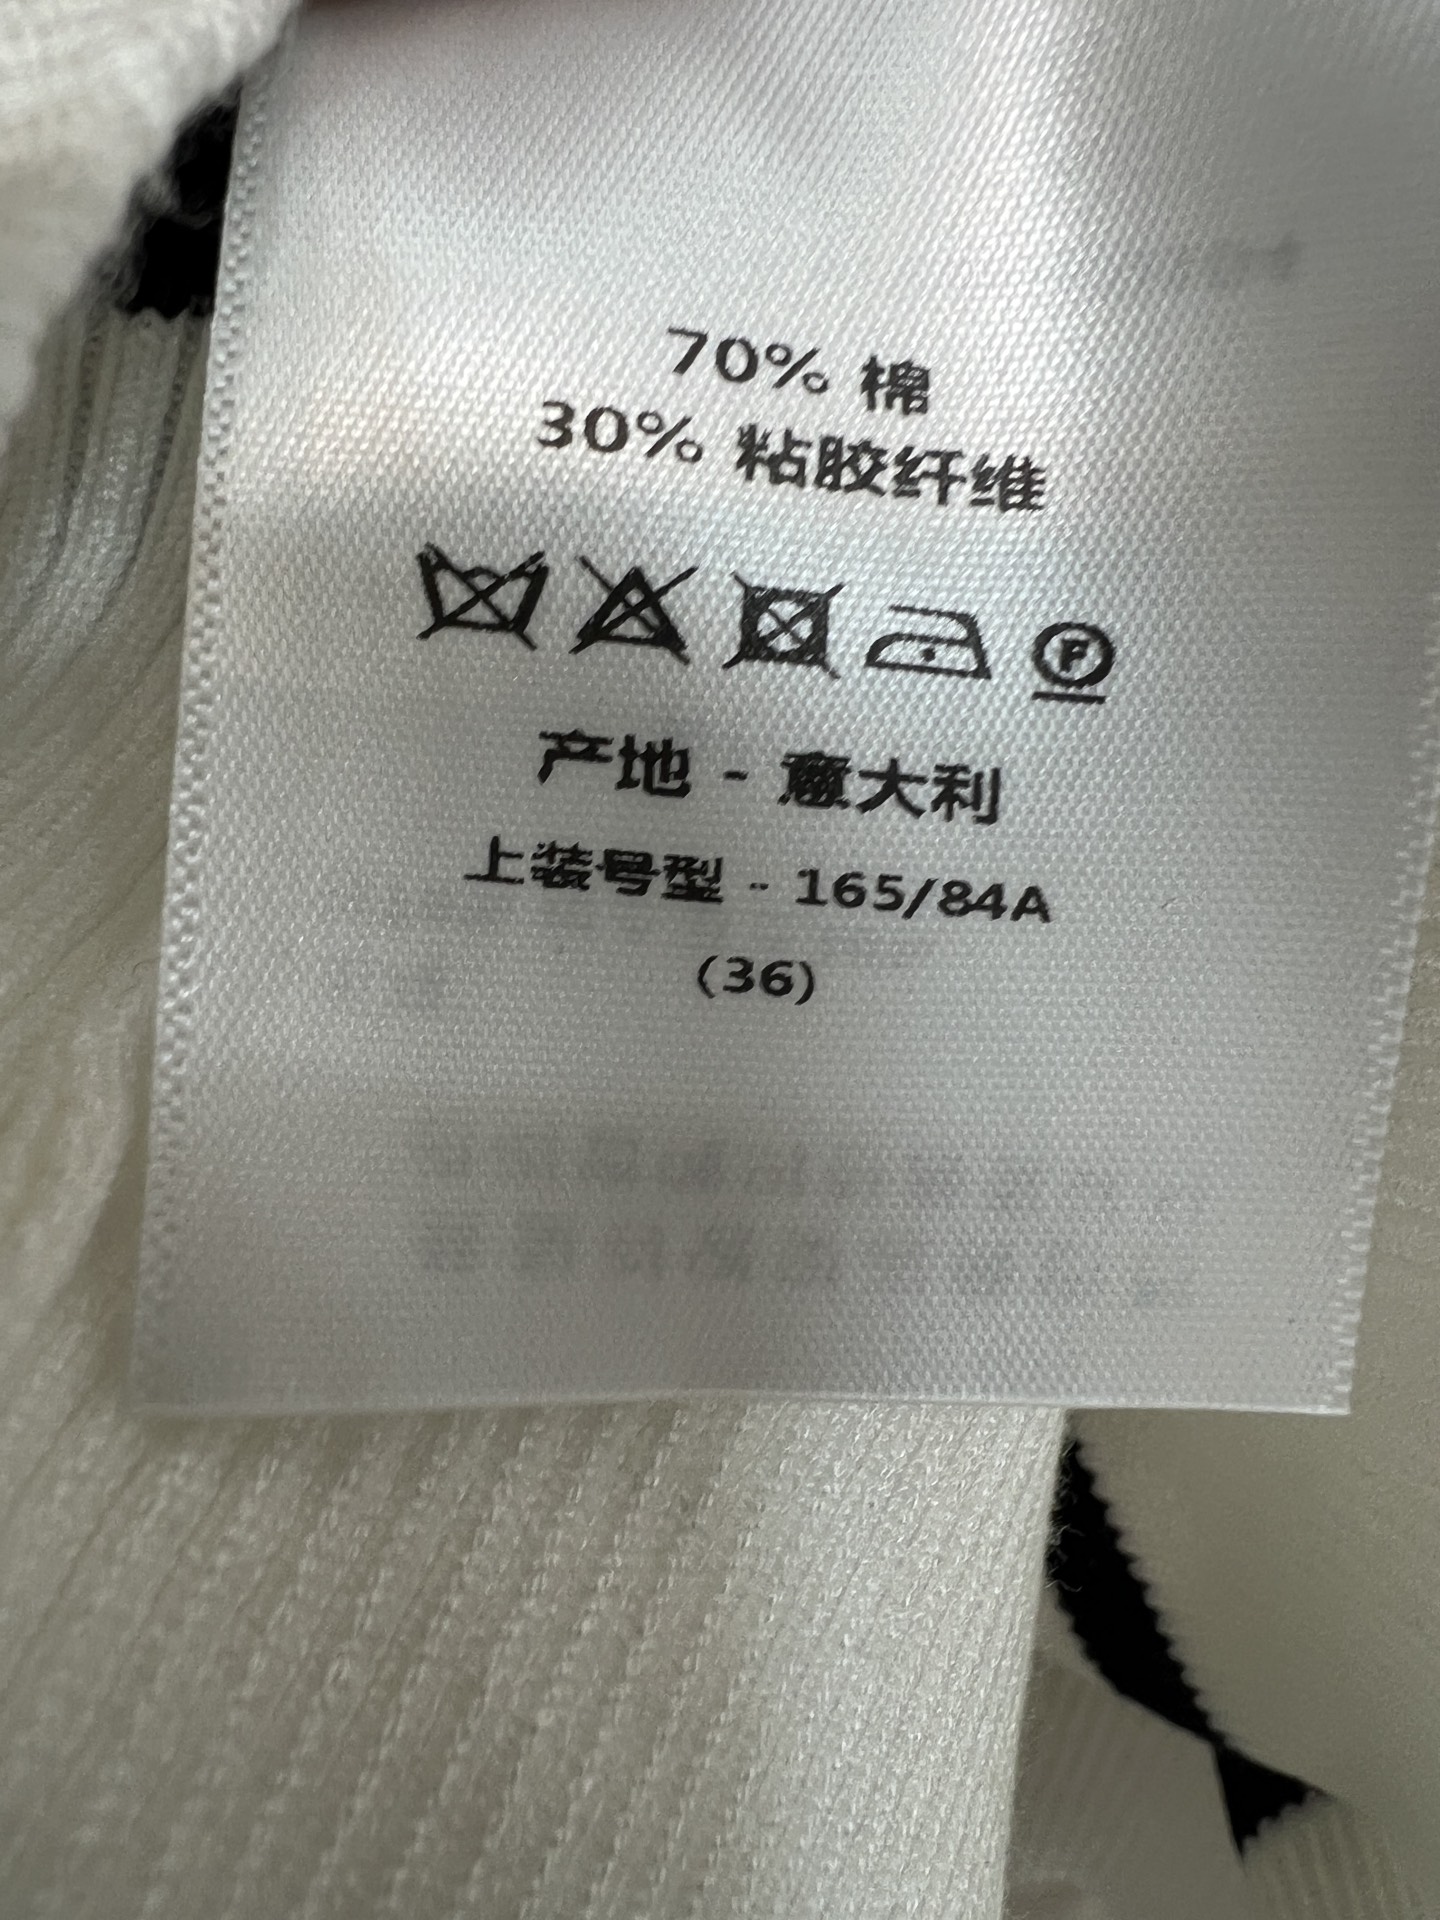 70% 棉
30% 粘胶纤维
F
产地 - 意大利
上装号型 - 165/84A
(36)